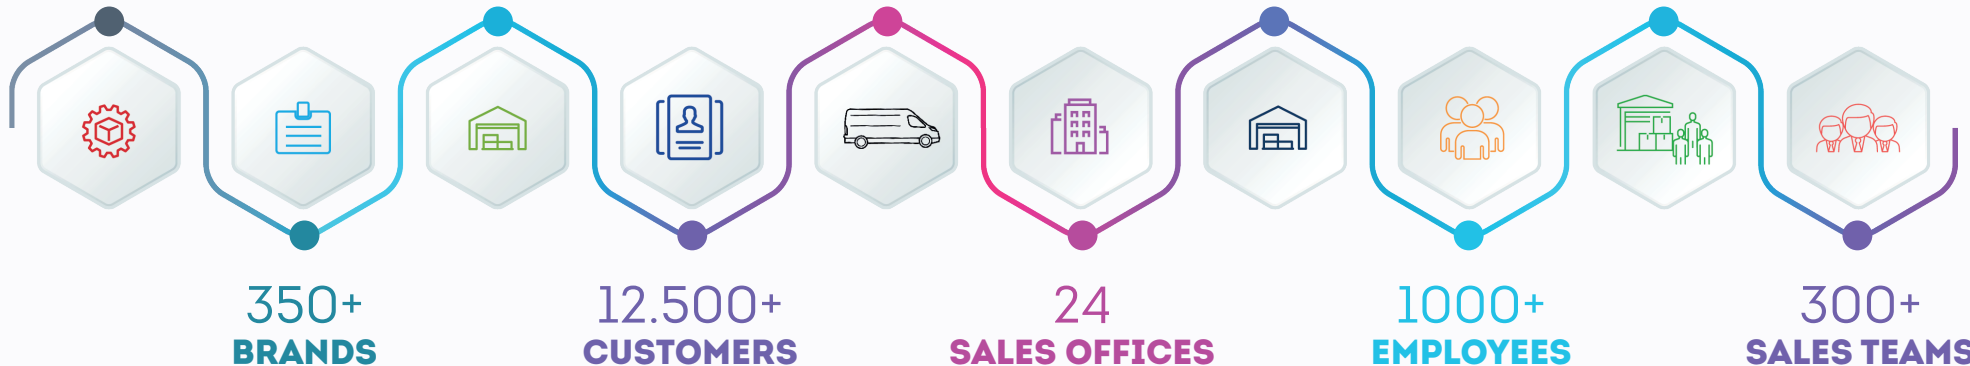 350+
BRANDS
12.500+
CUSTOMERS
24
SALES OFFICES
1000+
EMPLOYEES
300+
SALES TEAMS